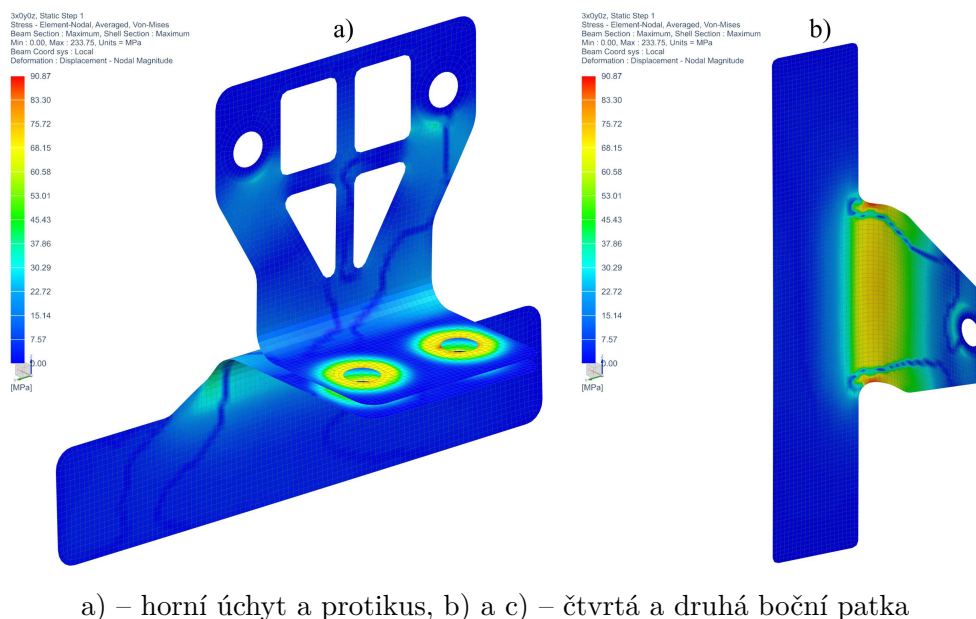 3x0y0z, Static Step 1
Stress - Element-Nodal, Averaged, Von-Mises
Beam Section : Maximum, Shell Section : Maximum
Min : 0.00, Max : 233.75, Units = MPa
Beam Coord sys : Local
Deformation : Displacement - Nodal Magnitude
a)
90.87
83.30
75.72
68.15
60.58
53.01
45.43
37.86
30.29
22.72
15.14
7.57
0.00
[MPa]
3x0y0z, Static Step 1
Stress - Element-Nodal, Averaged, Von-Mises
Beam Section : Maximum, Shell Section : Maximum
Min : 0.00, Max : 233.75, Units = MPa
Beam Coord sys : Local
Deformation : Displacement - Nodal Magnitude
b)
90.87
83.30
75.72
68.15
60.58
53.01
45.43
37.86
30.29
22.72
15.14
7.57
0.00
[MPa]
a) – horní úchyt a protikus, b) a c) – čtvrtá a druhá boční patka